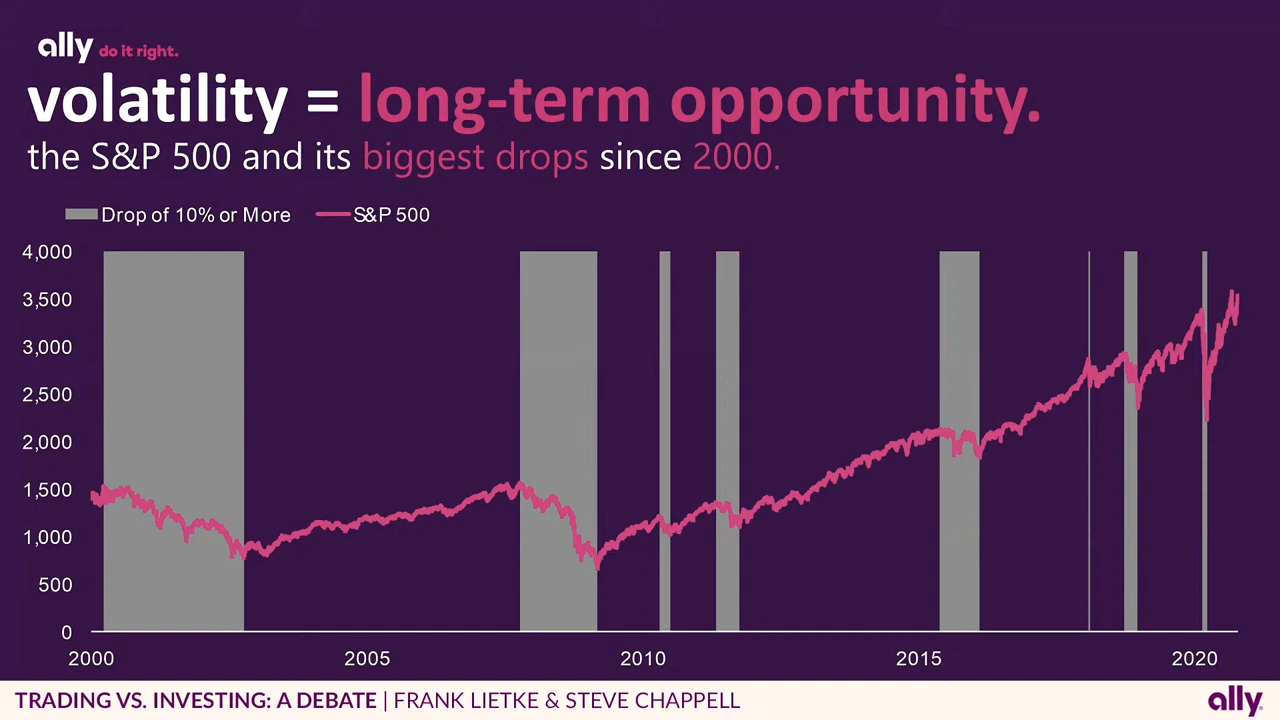 ally do it right.
volatility = long-term opportunity.
the S&P 500 and its biggest drops since 2000.
Drop of 10% or More S&P 500
4,000
3,500
3,000
2,500
2,000
1,500
1,000
500
0
2000 2005 2010 2015 2020
TRADING VS. INVESTING: A DEBATE | FRANK LIETKE & STEVE CHAPPELL ally.